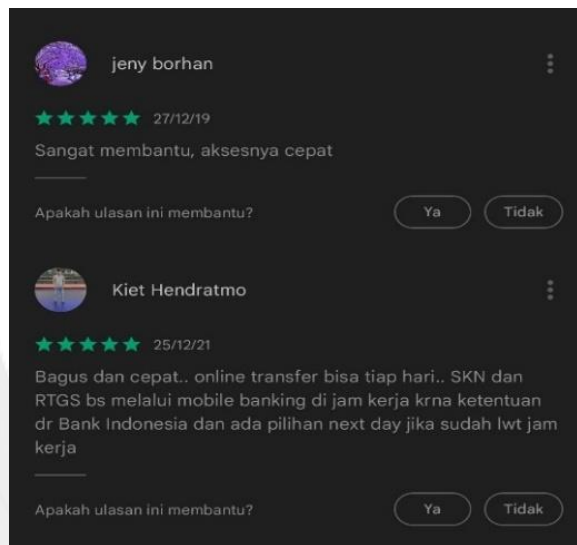 jeny borhan
27/12/19
Sangat membantu, aksesnya cepat
Apakah ulasan ini membantu?
Ya
Tidak
Kiet Hendratmo
25/12/21
Bagus dan cepat.. online transfer bisa tiap hari.. SKN dan
RTGS bs melalui mobile banking di jam kerja krna ketentuan
dr Bank Indonesia dan ada pilihan next day jika sudah lwt jam
kerja
Apakah ulasan ini membantu?
Ya
Tidak